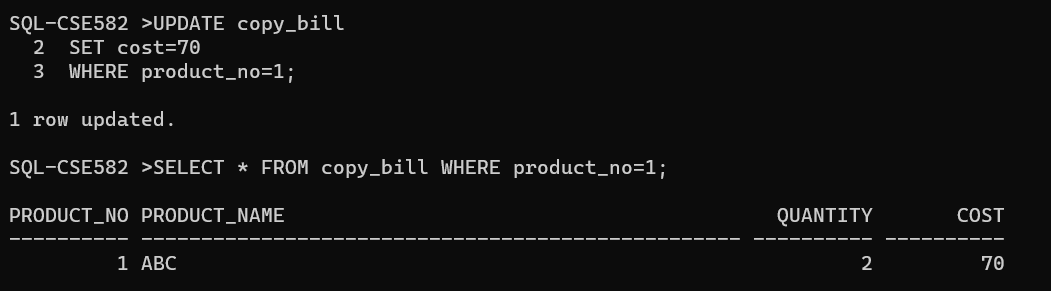 SQL-CSE582 >UPDATE copy_bill
  2  SET cost=70
  3  WHERE product_no=1;
1 row updated.
SQL-CSE582 >SELECT * FROM copy_bill WHERE product_no=1;
PRODUCT_NO PRODUCT_NAME                                         QUANTITY       COST
---------- -------------------------------------------------- ---------- ----------
         1 ABC                                                         2         70